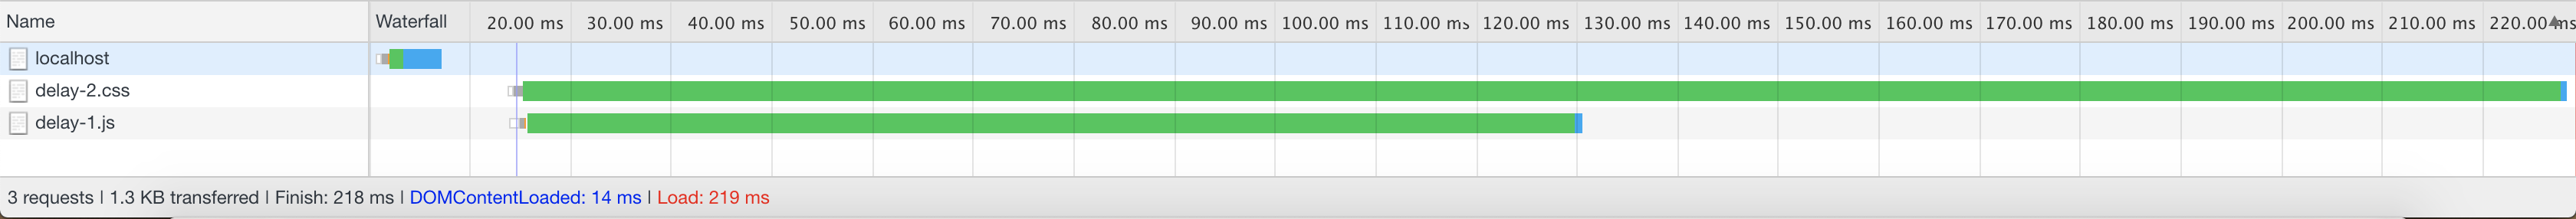 Name Waterfall 20.00 ms 30.00 ms 40.00 ms 50.00 ms 60.00 ms 70.00 ms 80.00 ms 90.00 ms 100.00 ms 110.00 ms 120.00 ms 130.00 ms 140.00 ms 150.00 ms 160.00 ms 170.00 ms 180.00 ms 190.00 ms 200.00 ms 210.00 ms 220.00 ms
localhost
delay-2.css
delay-1.js
3 requests | 1.3 KB transferred | Finish: 218 ms | DOMContentLoaded: 14 ms | Load: 219 ms